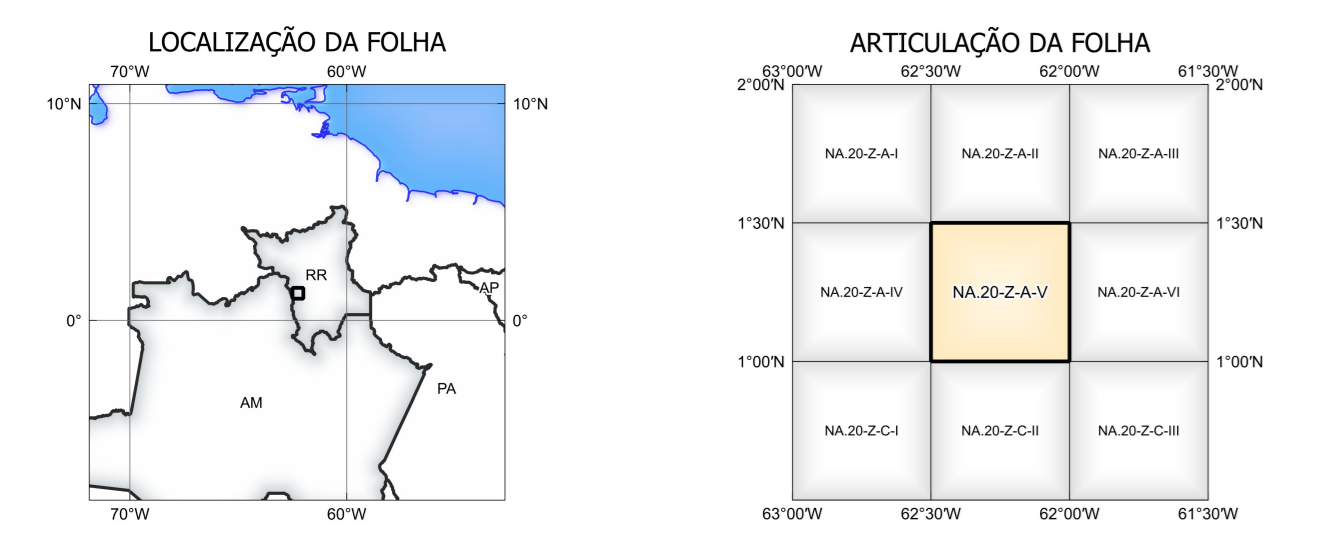 LOCALIZAÇÃO DA FOLHA
70°W 60°W
10°N 10°N
RR
AP
0° 0°
PA
AM
70°W 60°W
ARTICULAÇÃO DA FOLHA
63°00'W 62°30'W 62°00'W 61°30'W
2°00'N 2°00'N
NA.20-Z-A-I NA.20-Z-A-II NA.20-Z-A-III
1°30'N 1°30'N
NA.20-Z-A-IV NA.20-Z-A-V NA.20-Z-A-VI
1°00'N 1°00'N
NA.20-Z-C-I NA.20-Z-C-II NA.20-Z-C-III
63°00'W 62°30'W 62°00'W 61°30'W